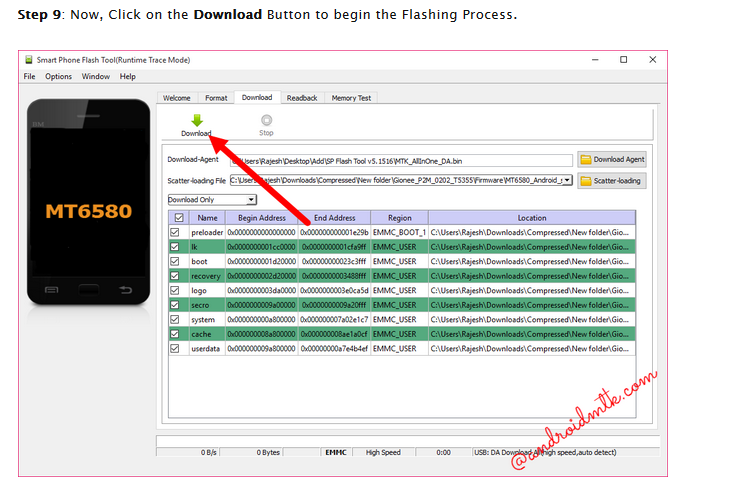 Step 9: Now, Click on the Download Button to begin the Flashing Process.
Smart Phone Flash Tool(Runtime Trace Mode)
File Options Window Help
Welcome Format Download Readback Memory Test
Download Stop
Download-Agent C:\Users\Rajesh\Desktop\Add\SP Flash Tool v5.1516\MTK_AllInOne_DA.bin Download Agent
Scatter-loading File C:\Users\Rajesh\Downloads\Compressed\New folder\Gionee_P2M_0202_T5355\Firmware\MT6580_Android_s Scatter-loading
Download Only
Name Begin Address End Address Region Location
preloader 0x0000000000000000 0x000000000001e29b EMMC_BOOT_1 C:\Users\Rajesh\Downloads\Compressed\New folder\Gio...
lk 0x0000000001cc0000 0x0000000001cfa9ff EMMC_USER C:\Users\Rajesh\Downloads\Compressed\New folder\Gio...
boot 0x0000000001d20000 0x00000000023c3fff EMMC_USER C:\Users\Rajesh\Downloads\Compressed\New folder\Gio...
recovery 0x0000000002d20000 0x0000000003488fff EMMC_USER C:\Users\Rajesh\Downloads\Compressed\New folder\Gio...
logo 0x0000000003da0000 0x0000000003e0ca5d EMMC_USER C:\Users\Rajesh\Downloads\Compressed\New folder\Gio...
secro 0x0000000009a00000 0x0000000009a20fff EMMC_USER C:\Users\Rajesh\Downloads\Compressed\New folder\Gio...
system 0x000000000a800000 0x000000007a02e1c7 EMMC_USER C:\Users\Rajesh\Downloads\Compressed\New folder\Gio...
cache 0x000000008a800000 0x000000008ae1a0cf EMMC_USER C:\Users\Rajesh\Downloads\Compressed\New folder\Gio...
userdata 0x000000009a800000 0x00000000a7e4b4ef EMMC_USER C:\Users\Rajesh\Downloads\Compressed\New folder\Gio...
BM
MT6580
@androidmtk.com
0 B/s 0 Bytes EMMC High Speed 0:00 USB: DA Download All(high speed,auto detect)